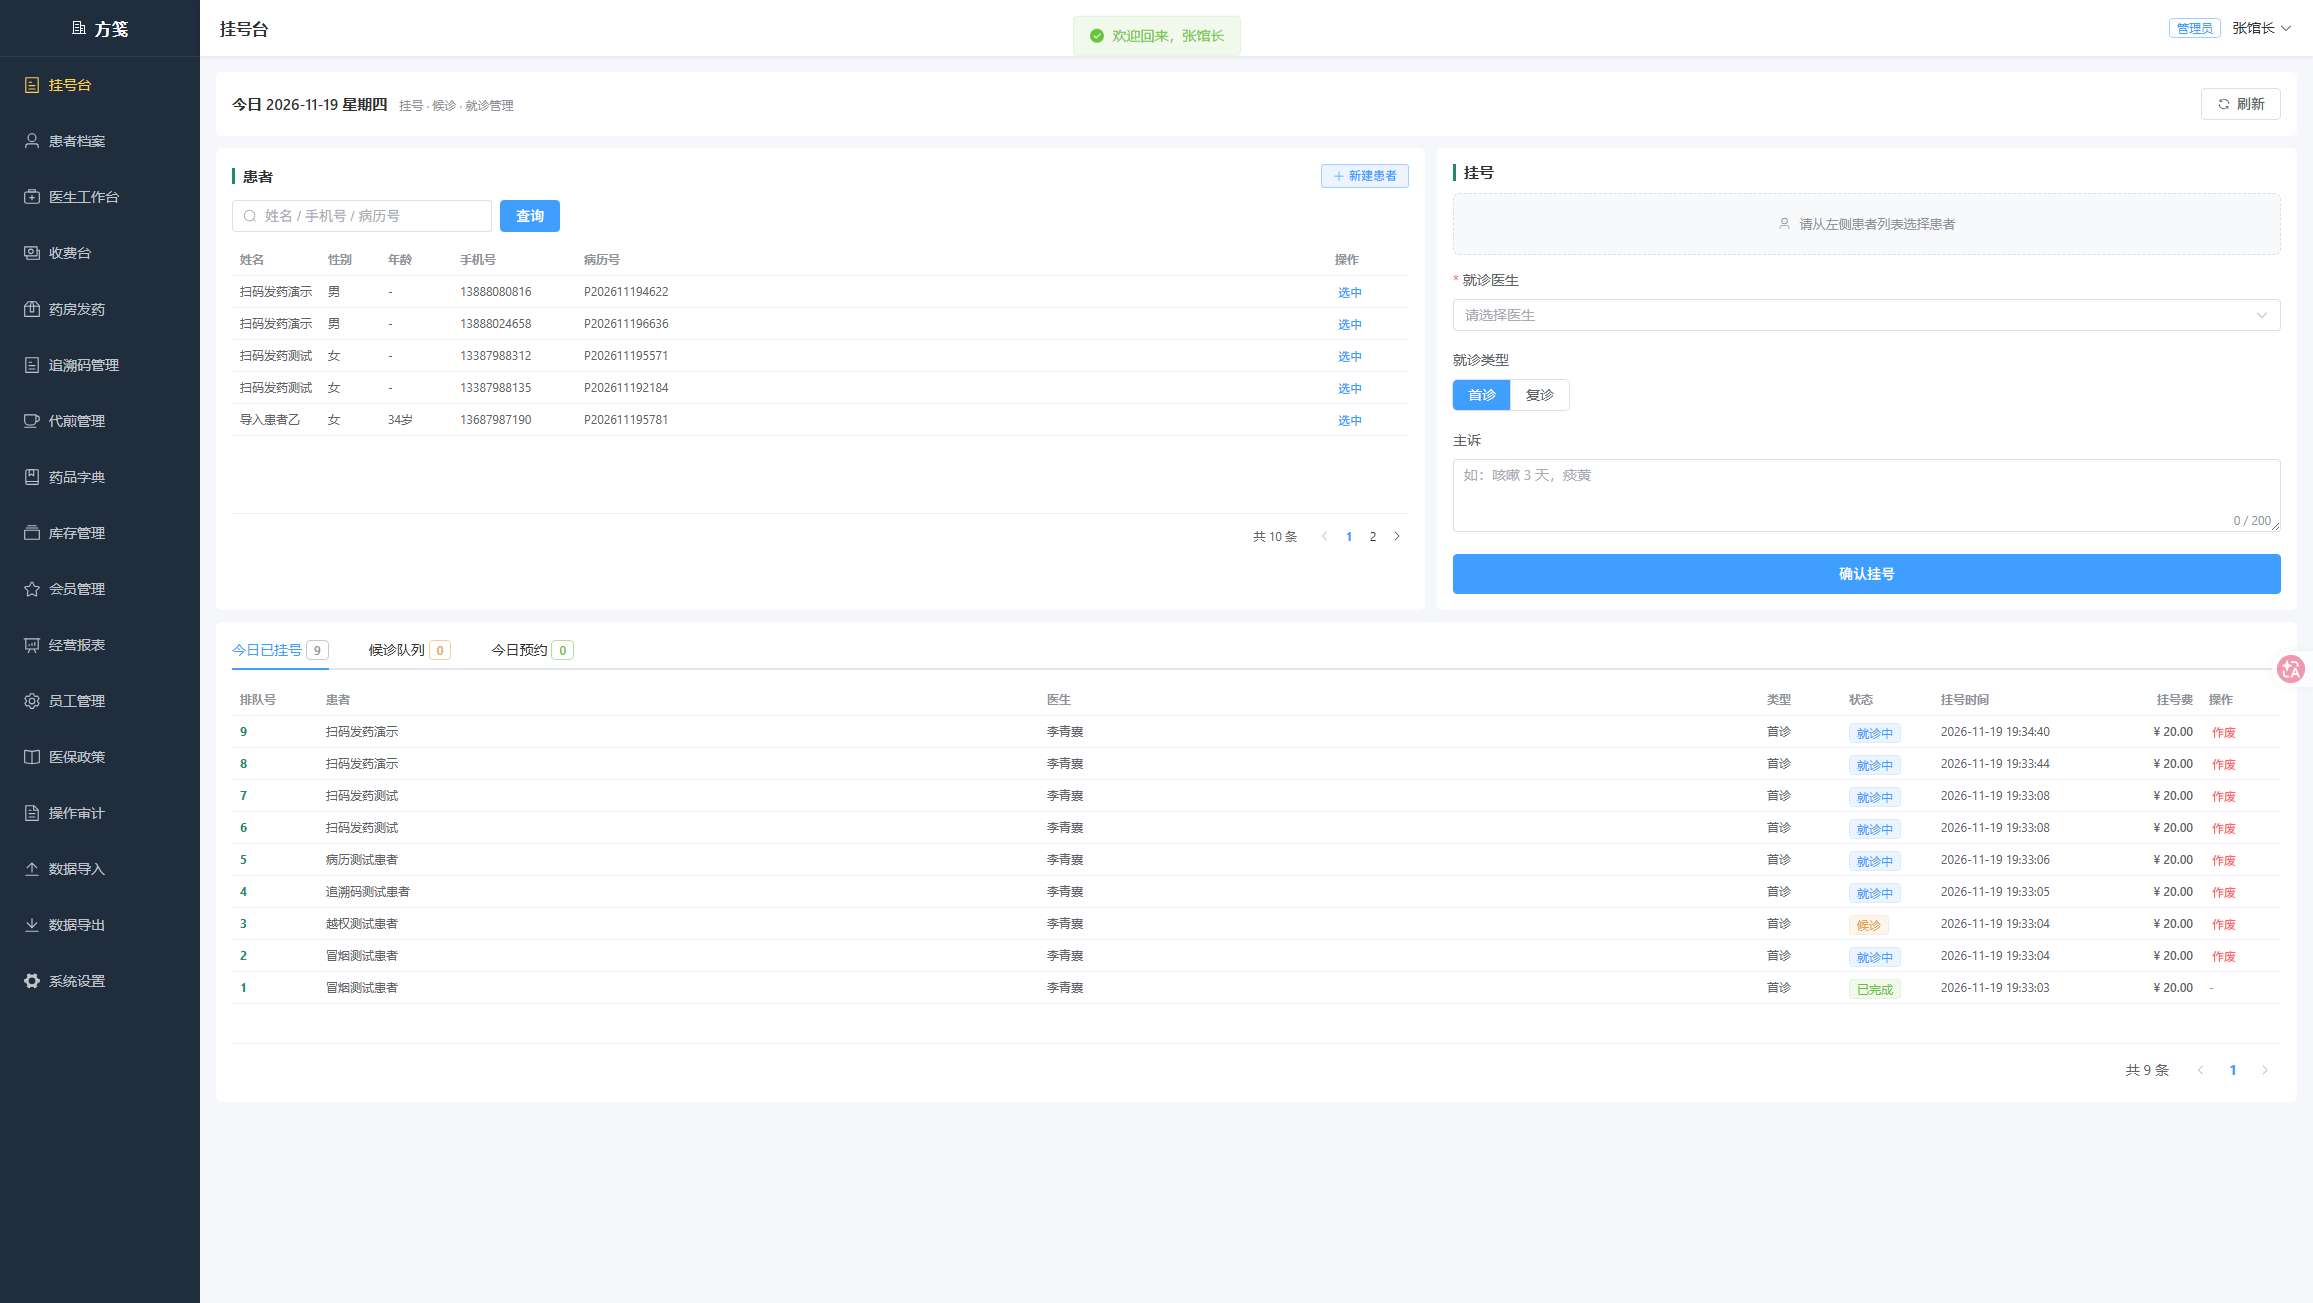 方笺
挂号台
患者档案
医生工作台
收费台
药房发药
追溯码管理
代煎管理
药品字典
库存管理
会员管理
经营报表
员工管理
医保政策
操作审计
数据导入
数据导出
系统设置
挂号台
欢迎回来，张馆长
管理员 张馆长
今日 2026-11-19 星期四 挂号·候诊·就诊管理
刷新
患者
新建患者
姓名 / 手机号 / 病历号 查询
姓名 性别 年龄 手机号 病历号 操作
扫码发药演示 男 - 13888080816 P202611194622 选中
扫码发药演示 男 - 13888024658 P202611196636 选中
扫码发药测试 女 - 13387988312 P202611195571 选中
扫码发药测试 女 - 13387988135 P202611192184 选中
导入患者乙 女 34岁 13687987190 P202611195781 选中
共 10 条 1 2
挂号
请从左侧患者列表选择患者
* 就诊医生
请选择医生
就诊类型
首诊 复诊
主诉
如：咳嗽 3 天，痰黄
0 / 200
确认挂号
今日已挂号 9 候诊队列 0 今日预约 0
排队号 患者 医生 类型 状态 挂号时间 挂号费 操作
9 扫码发药演示 李青囊 首诊 就诊中 2026-11-19 19:34:40 ¥ 20.00 作废
8 扫码发药演示 李青囊 首诊 就诊中 2026-11-19 19:33:44 ¥ 20.00 作废
7 扫码发药测试 李青囊 首诊 就诊中 2026-11-19 19:33:08 ¥ 20.00 作废
6 扫码发药测试 李青囊 首诊 就诊中 2026-11-19 19:33:08 ¥ 20.00 作废
5 病历测试患者 李青囊 首诊 就诊中 2026-11-19 19:33:06 ¥ 20.00 作废
4 追溯码测试患者 李青囊 首诊 就诊中 2026-11-19 19:33:05 ¥ 20.00 作废
3 越权测试患者 李青囊 首诊 候诊 2026-11-19 19:33:04 ¥ 20.00 作废
2 冒烟测试患者 李青囊 首诊 就诊中 2026-11-19 19:33:04 ¥ 20.00 作废
1 冒烟测试患者 李青囊 首诊 已完成 2026-11-19 19:33:03 ¥ 20.00 -
共 9 条 1